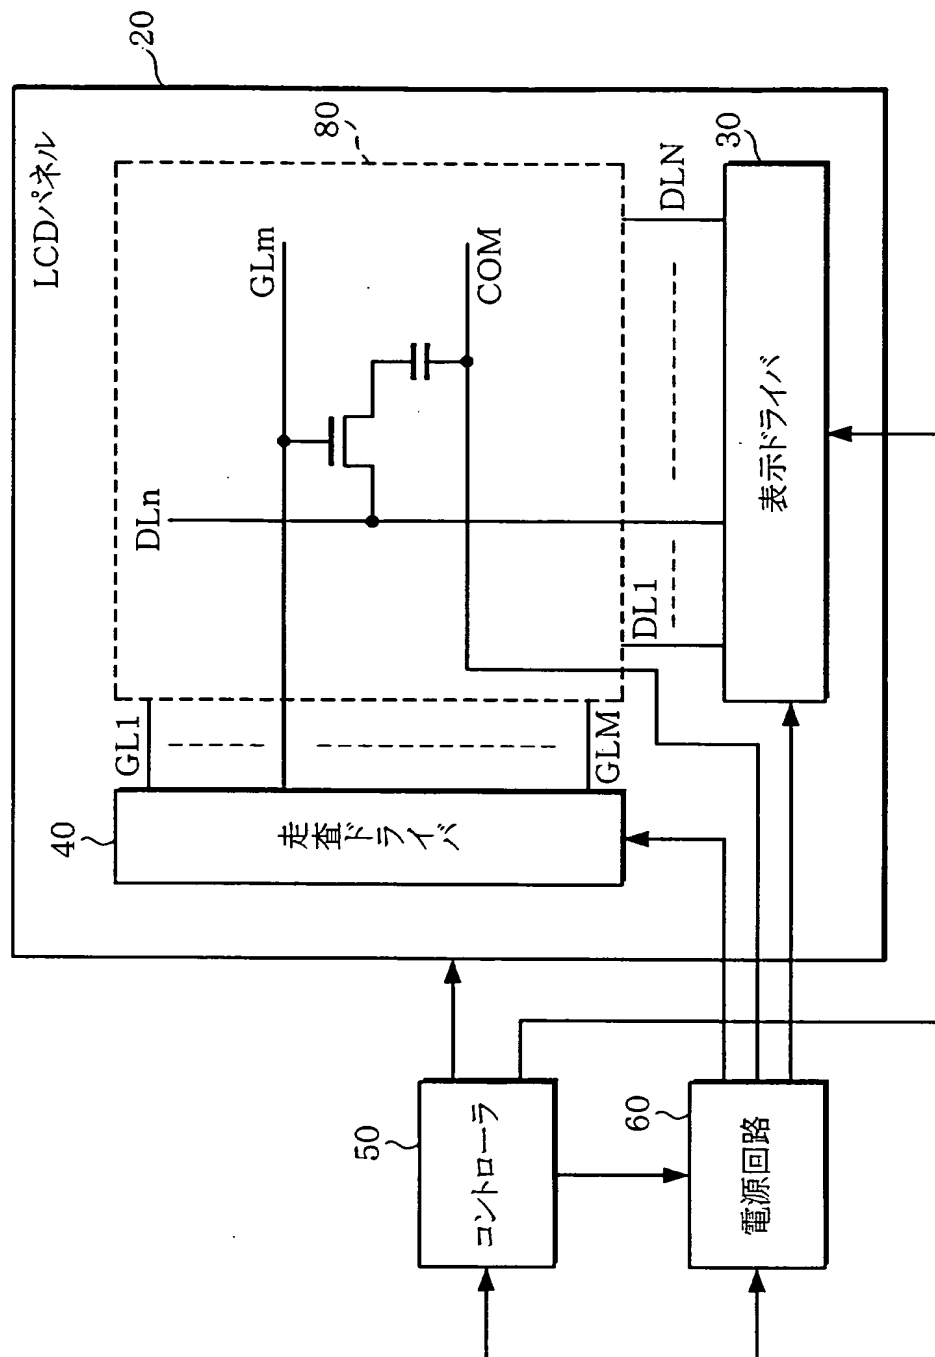 LCDパネル
20
80
GLm
COM
DLn
GL1
GLM
DL1
DLN
30
表示ドライバ
40
走査ドライバ
50
コントローラ
60
電源回路